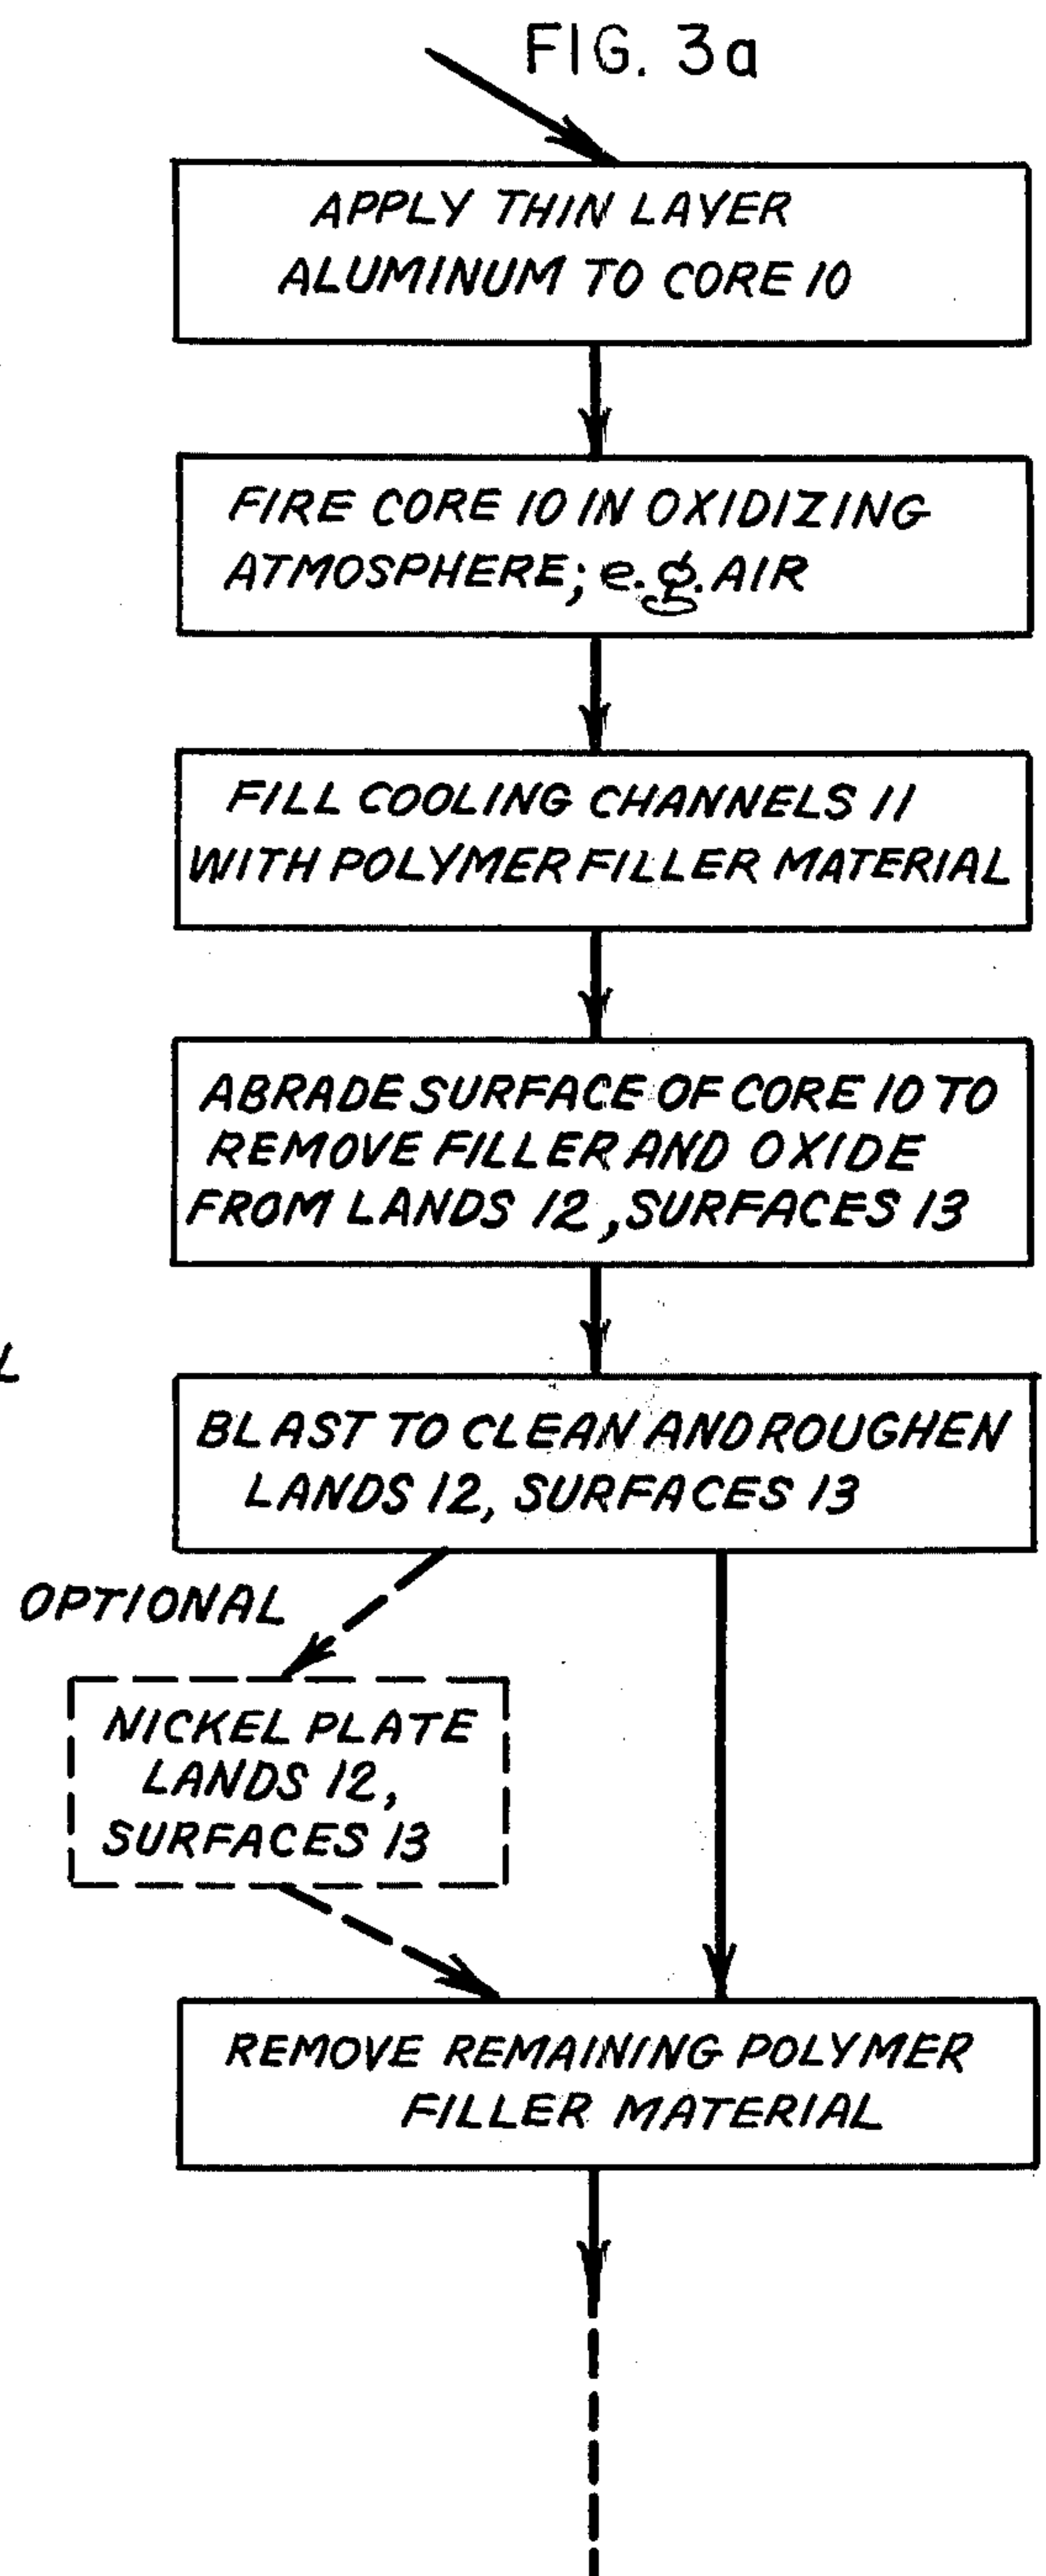 FIG. 3a
APPLY THIN LAYER
ALUMINUM TO CORE 10
FIRE CORE 10 IN OXIDIZING
ATMOSPHERE; e.g. AIR
FILL COOLING CHANNELS 11
WITH POLYMER FILLER MATERIAL
ABRADE SURFACE OF CORE 10 TO
REMOVE FILLER AND OXIDE
FROM LANDS 12, SURFACES 13
L
BLAST TO CLEAN AND ROUGHEN
LANDS 12, SURFACES 13
OPTIONAL
NICKEL PLATE
LANDS 12,
SURFACES 13
REMOVE REMAINING POLYMER
FILLER MATERIAL